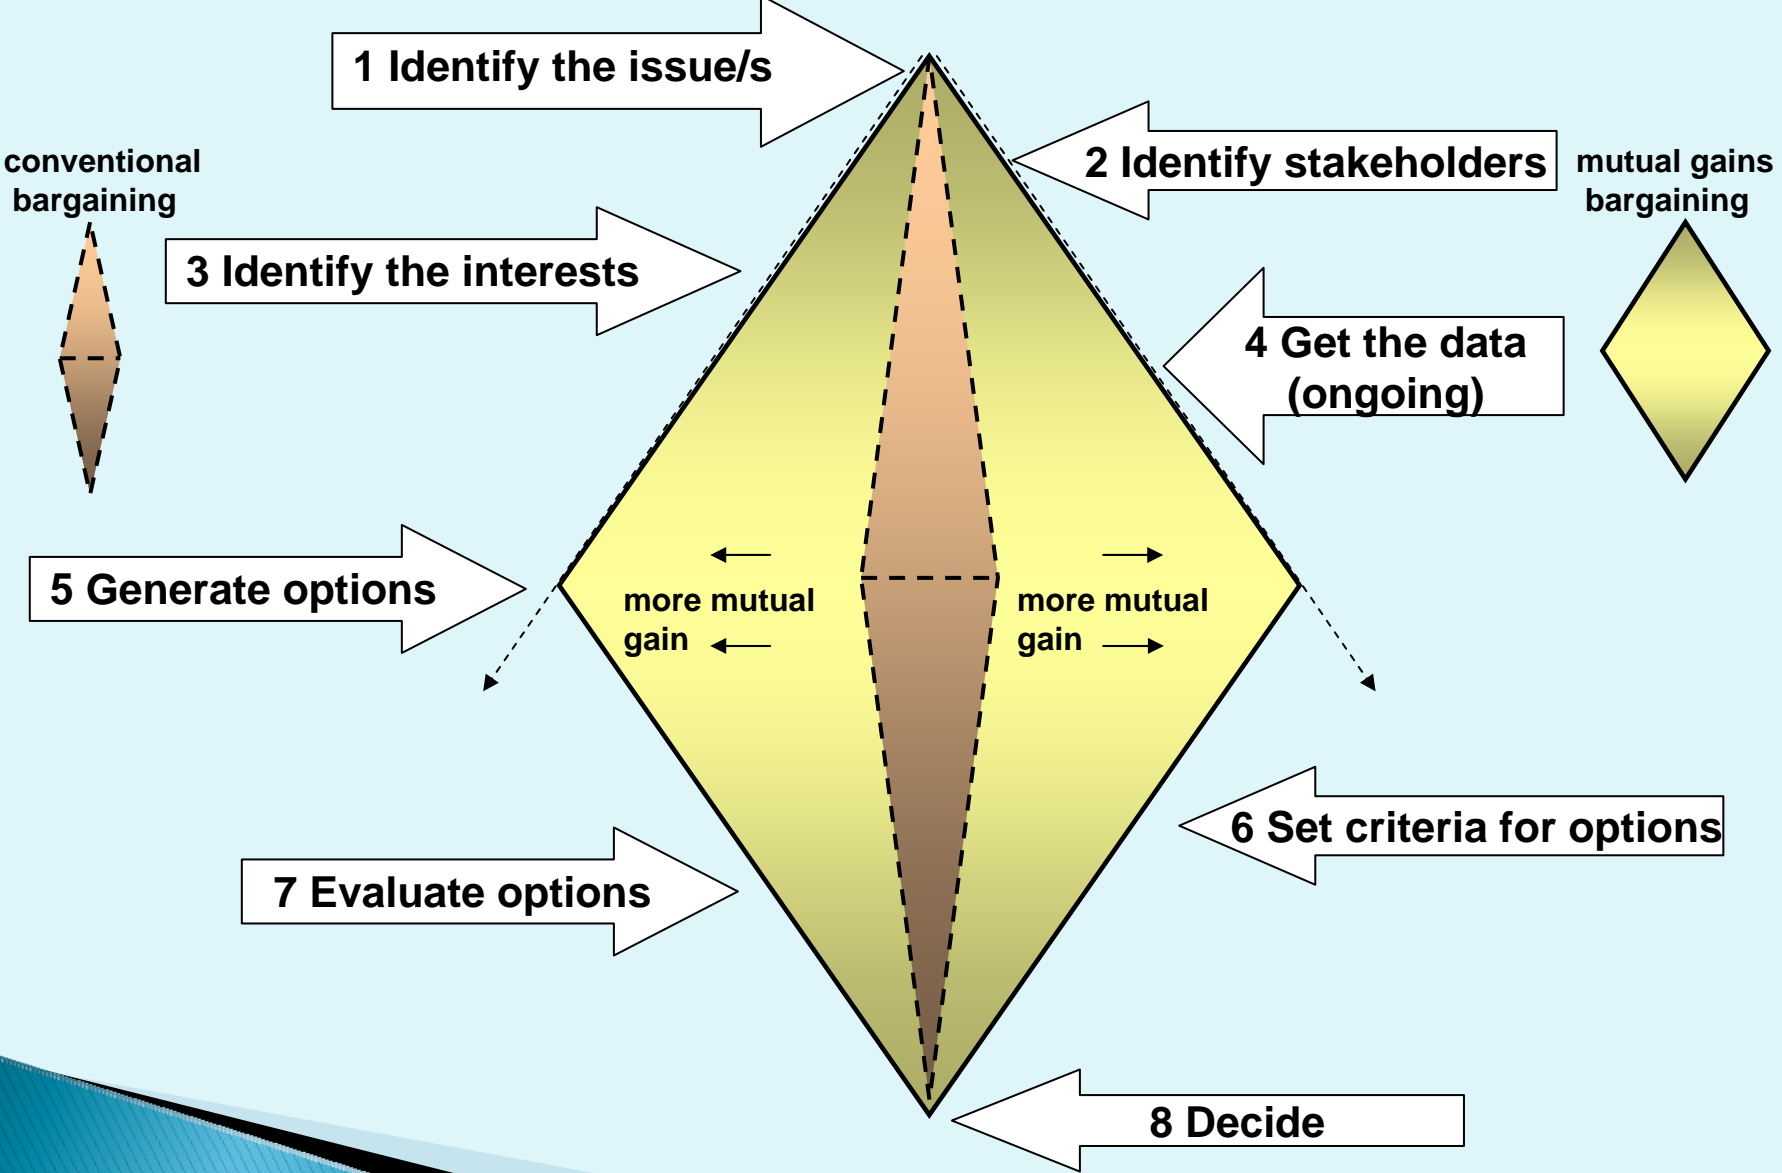 1 Identify the issue/s
2 Identify stakeholders
conventional
bargaining
mutual gains
bargaining
3 Identify the interests
4 Get the data
(ongoing)
5 Generate options
more mutual
gain
more mutual
gain
6 Set criteria for options
7 Evaluate options
8 Decide